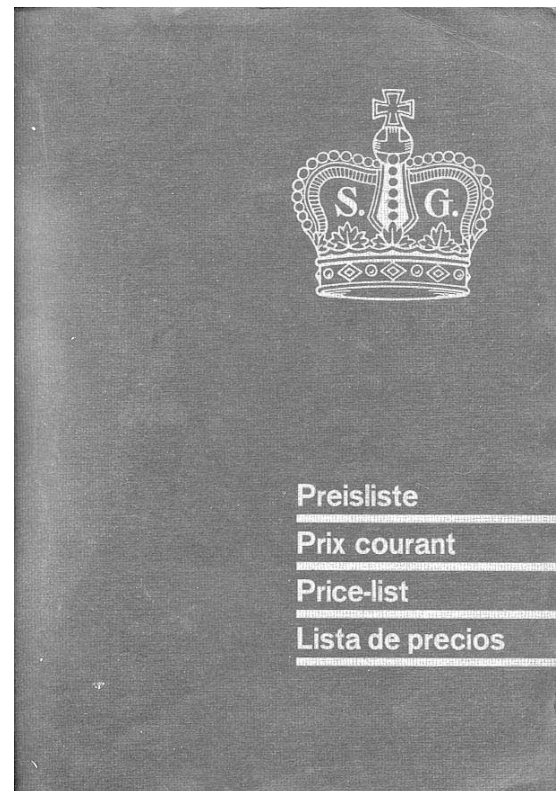 S. G.
Preisliste
Prix courant
Price-list
Lista de precios